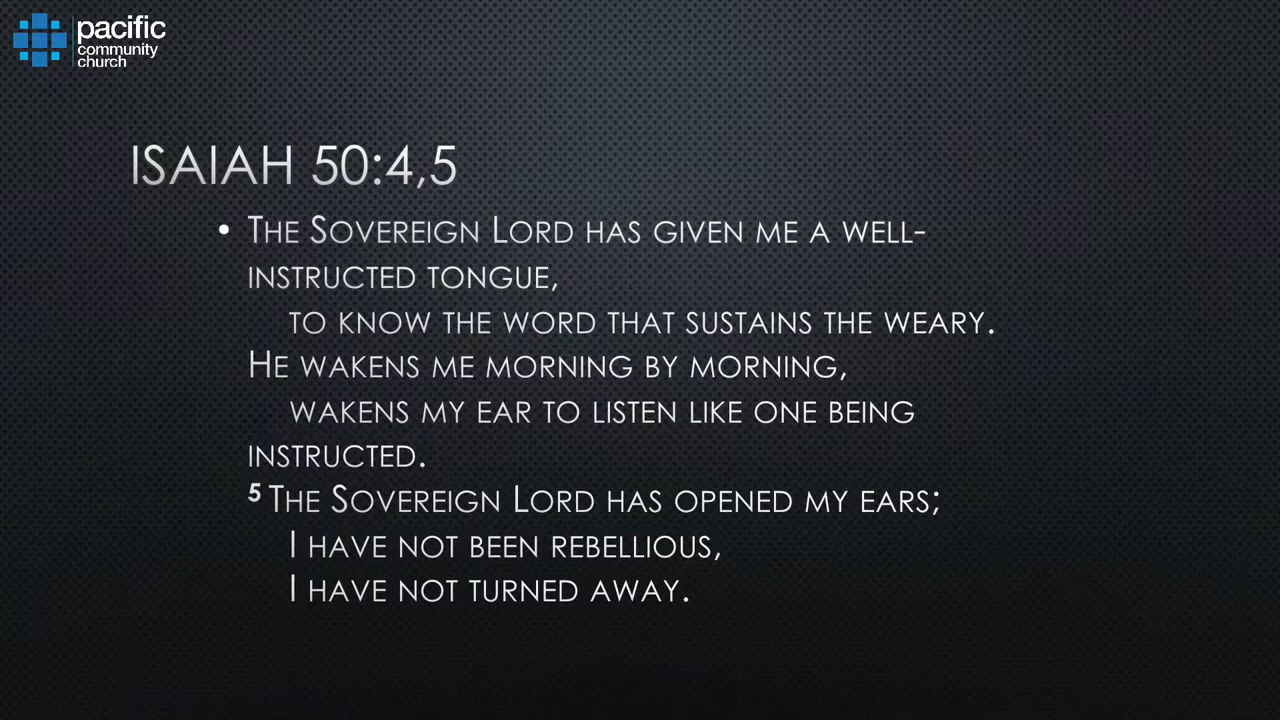 pacific
community
church
ISAIAH 50:4,5
• The Sovereign Lord has given me a well-
instructed tongue,
to know the word that sustains the weary.
He wakens me morning by morning,
wakens my ear to listen like one being
instructed.
5 The Sovereign Lord has opened my ears;
I have not been rebellious,
I have not turned away.